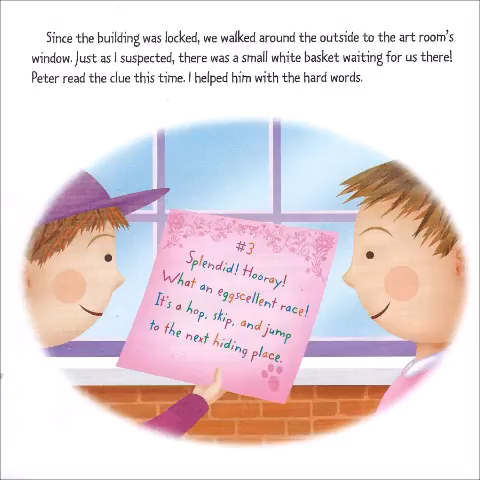 Since the building was locked, we walked around the outside to the art room's
window. Just as I suspected, there was a small white basket waiting for us there!
Peter read the clue this time. I helped him with the hard words.
#3
Splendid! Hooray!
What an eggscellent race!
It's a hop, skip, and jump
to the next hiding place.